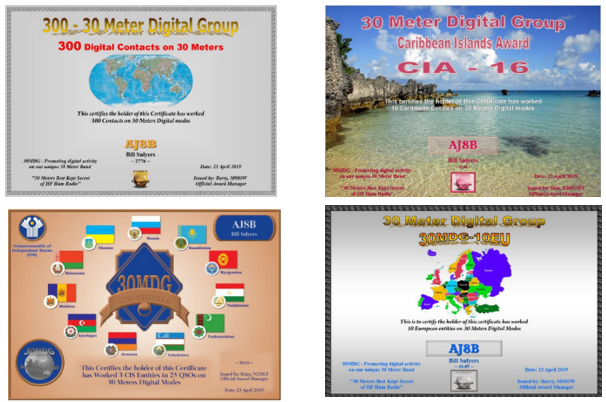 300 - 30 Meter Digital Group
300 Digital Contacts on 30 Meters
This certifies the holder of this Certificate has worked
300 Contacts on 30 Meters Digital modes
AJ8B
Bill Salyers
~ 2776 ~
30MDG - Promoting digital activity
on our unique 30 Meter Band
Date: 23 April 2019
"30 Meters Best Kept Secret
of HF Ham Radio"
Issued by: Barry,
Official Award Manager
30 Meter Digital Group
Caribbean Islands Award
CIA - 16
This certifies the holder of this Certificate has worked
16 Caribbean Entities on 30 Meters Digital modes
AJ8B
Bill Salyers
30MDG - Promoting digital activity
on our unique 30 Meter Band
Date: 23 April 2019
"30 Meters Best Kept Secret
of HF Ham Radio"
Issued by:
Official Award Manager
Commonwealth of
Independent States
(CIS)
AJ8B
Bill Salyers
Russia
Ukraine
Kazakhstan
Belarus
Kyrgyzstan
30MDG
CIS BRONZE
Moldova
Tajikistan
Azerbaijan
Turkmenistan
Armenia
Uzbekistan
30MDG
This Certifies the holder of this Certificate
has Worked 3 CIS Entities in 25 QSOs on
30 Meters Digital Modes
Issued by:
Official Award Manager
Date: 23 April 2019
30 Meter Digital Group
30MDG-10EU
This is to certify the holder of this certificate has worked
10 European entities on 30 Meters Digital Modes
AJ8B
Bill Salyers
~ 4145 ~
30MDG - Promoting digital activity
on our unique 30 Meter Band
Date: 23 April 2019
"30 Meters Best Kept Secret
of HF Ham Radio"
Issued by: Barry,
Official Award Manager